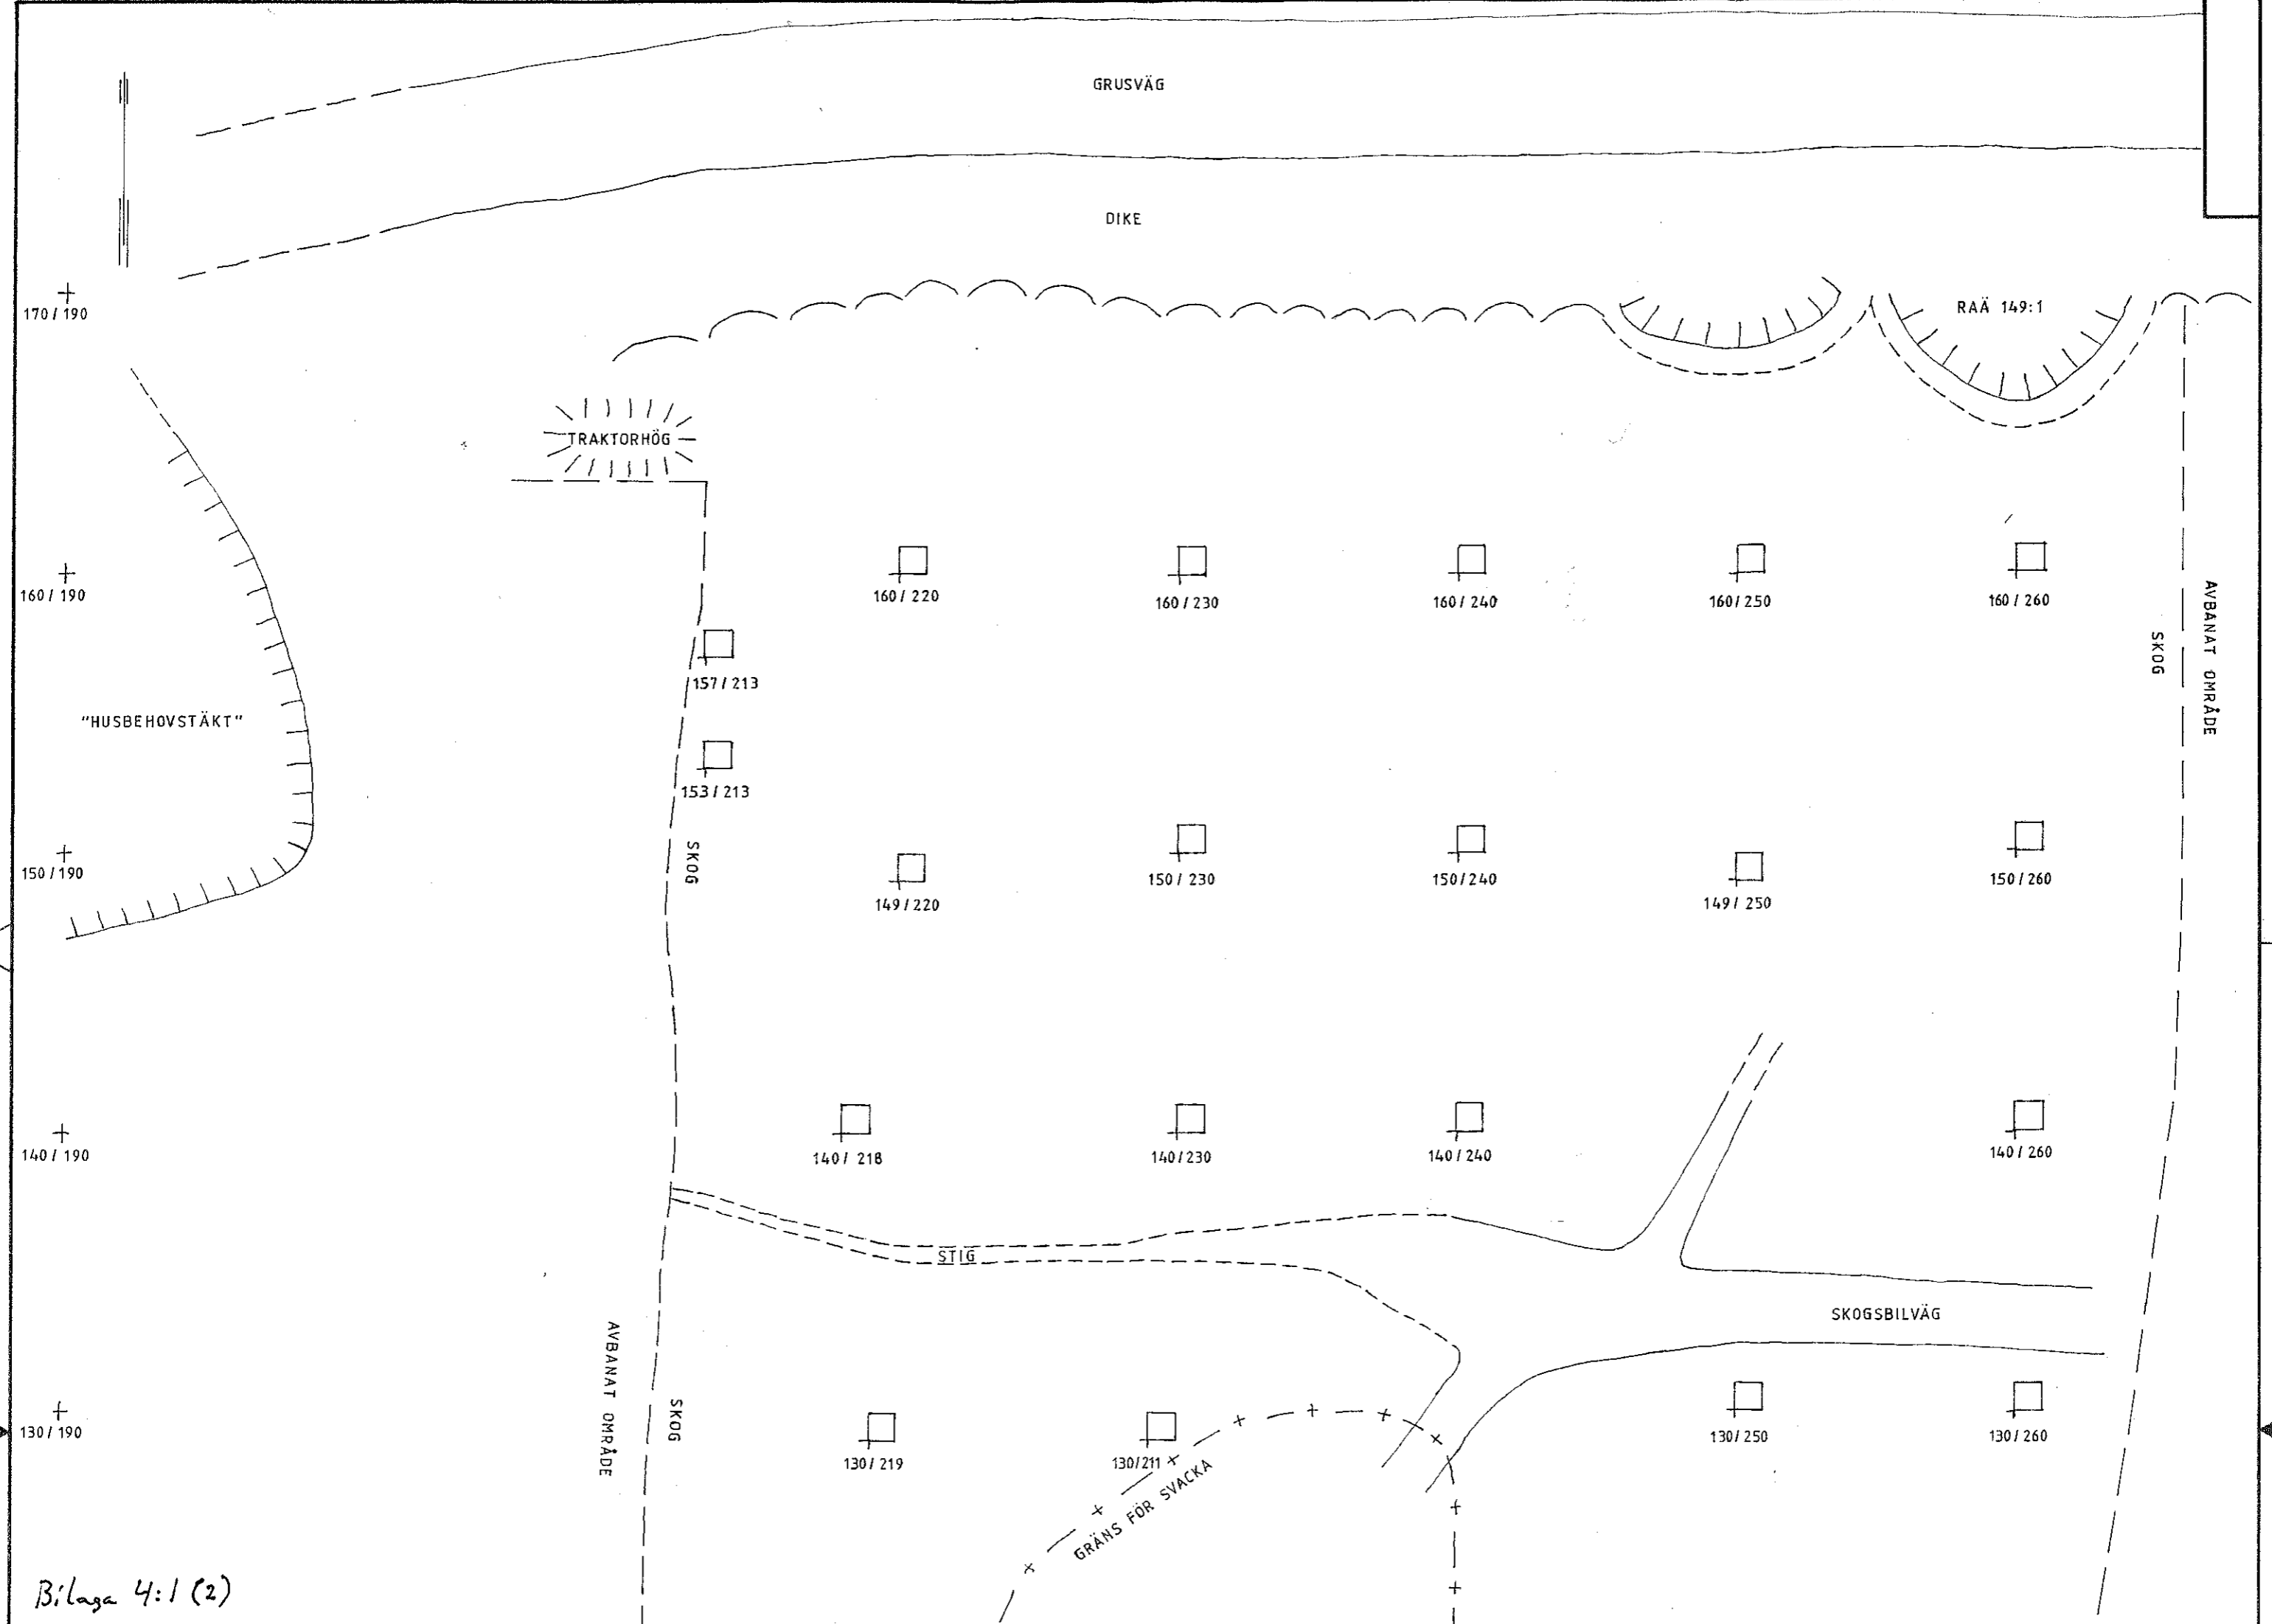 GRUSVÄG
DIKE
170/190
RAÄ 149:1
TRAKTORHÖG
160/190
160/220
160/230
160/240
160/250
160/260
AVBANAT OMRÅDE
SKOG
157/213
"HUSBEHOVSTÄKT"
153/213
SKOG
150/190
149/220
150/230
150/240
149/250
150/260
140/190
140/218
140/230
140/240
140/260
STIG
SKOGSBILVÄG
AVBANAT OMRÅDE
SKOG
130/190
130/219
130/211
130/250
130/260
GRÄNS FÖR SVACKA
Bilaga 4:1 (2)